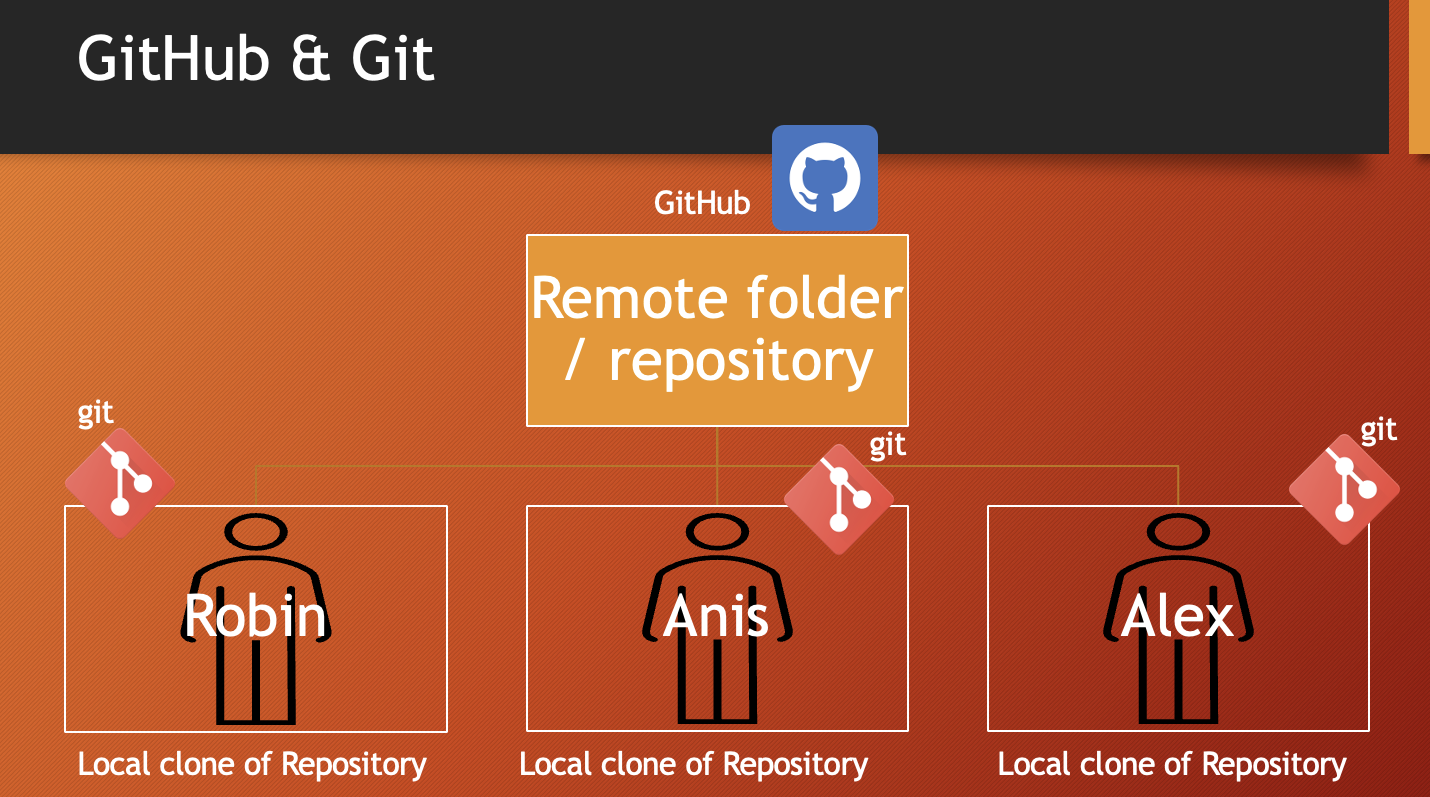 GitHub & Git
GitHub
Remote folder
/ repository
git
git
git
Robin
Anis
Alex
Local clone of Repository
Local clone of Repository
Local clone of Repository